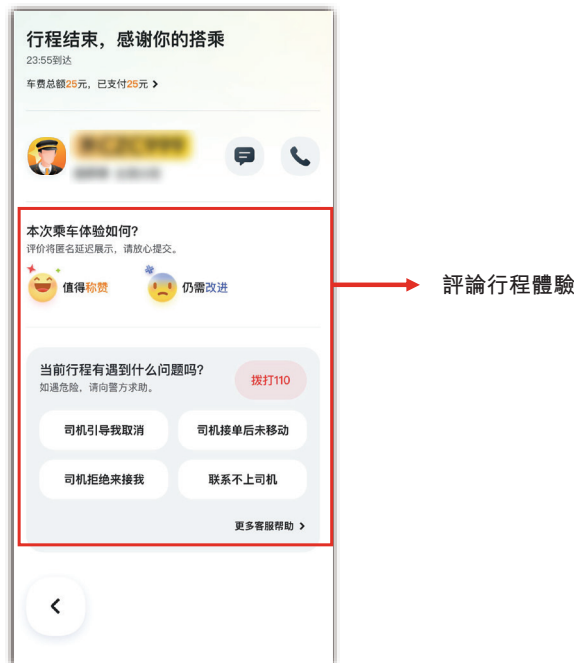 行程结束，感谢你的搭乘
23:55到达
车费总额25元，已支付25元 >
本次乘车体验如何?
评价将匿名延迟展示，请放心提交。
值得称赞
仍需改进
評論行程體驗
当前行程有遇到什么问题吗?
如遇危险，请向警方求助。
拨打110
司机引导我取消
司机接单后未移动
司机拒绝来接我
联系不上司机
更多客服帮助 >